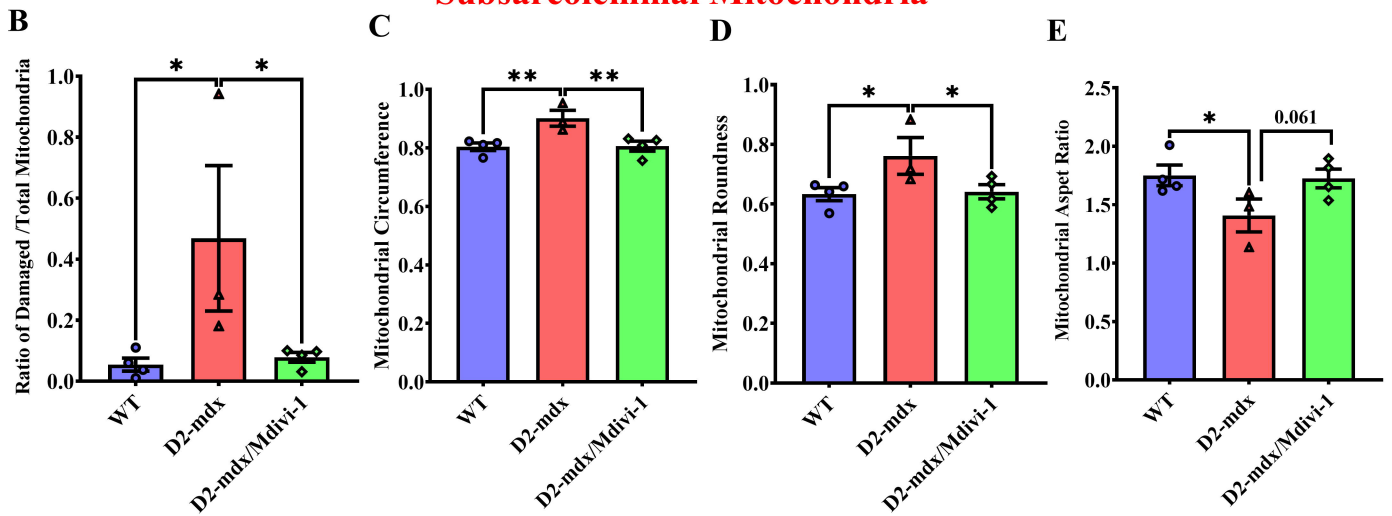 Subsarcolemmal Mitochondria
B
Ratio of Damaged /Total Mitochondria
1.0
0.8
0.6
0.4
0.2
0.0
* *
WT
D2-mdx
D2-mdx/Mdivi-1
C
Mitochondrial Circumference
1.0
0.8
0.6
0.4
0.2
0.0
** **
WT
D2-mdx
D2-mdx/Mdivi-1
D
Mitochondrial Roundness
1.0
0.8
0.6
0.4
0.2
0.0
* *
WT
D2-mdx
D2-mdx/Mdivi-1
E
Mitochondrial Aspet Ratio
2.5
2.0
1.5
1.0
0.5
0.0
* 0.061
WT
D2-mdx
D2-mdx/Mdivi-1